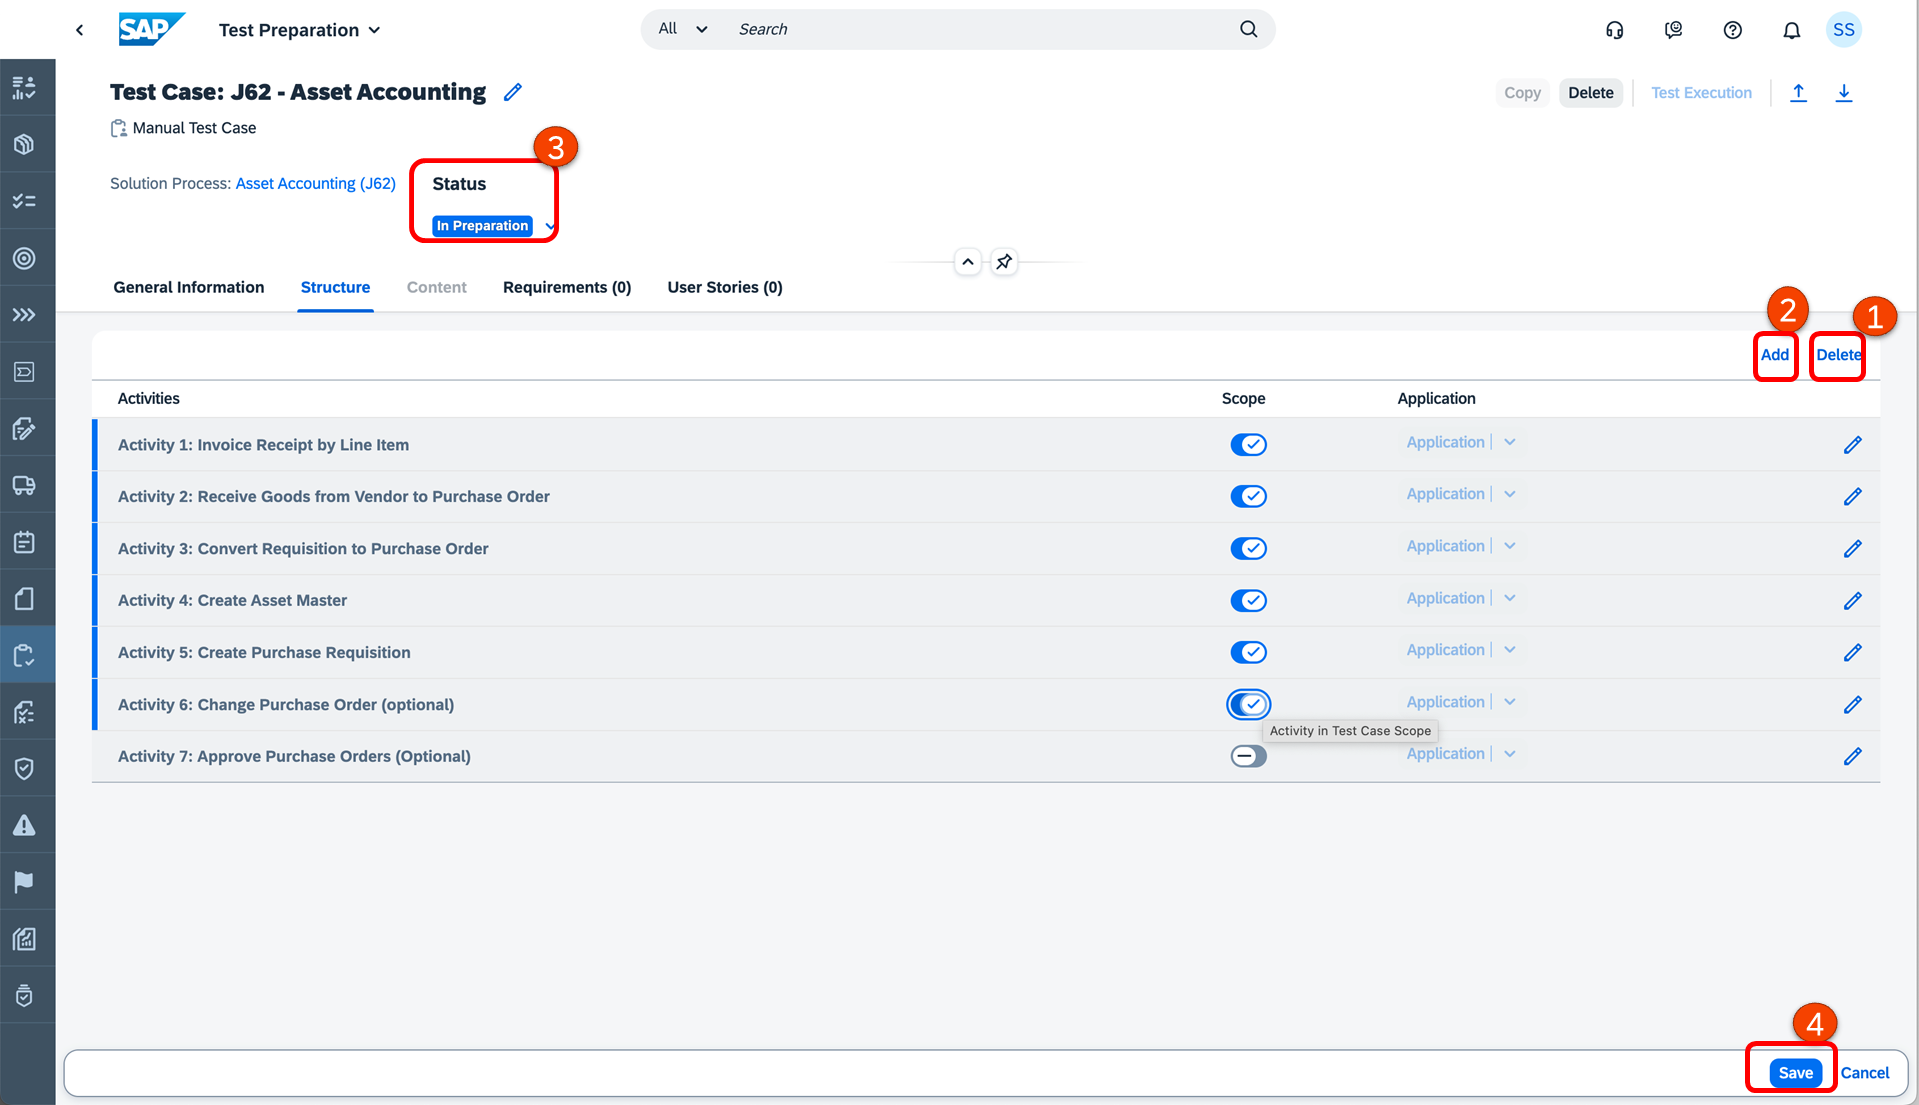 SAP
Test Preparation
All
Search
SS
Test Case: J62 - Asset Accounting
Copy
Delete
Test Execution
Manual Test Case
3
Solution Process: Asset Accounting (J62)
Status
In Preparation
General Information
Structure
Content
Requirements (0)
User Stories (0)
2
1
Add
Delete
Activities
Scope
Application
Activity 1: Invoice Receipt by Line Item
Application
Activity 2: Receive Goods from Vendor to Purchase Order
Application
Activity 3: Convert Requisition to Purchase Order
Application
Activity 4: Create Asset Master
Application
Activity 5: Create Purchase Requisition
Application
Activity 6: Change Purchase Order (optional)
Application
Activity in Test Case Scope
Activity 7: Approve Purchase Orders (Optional)
Application
4
Save
Cancel